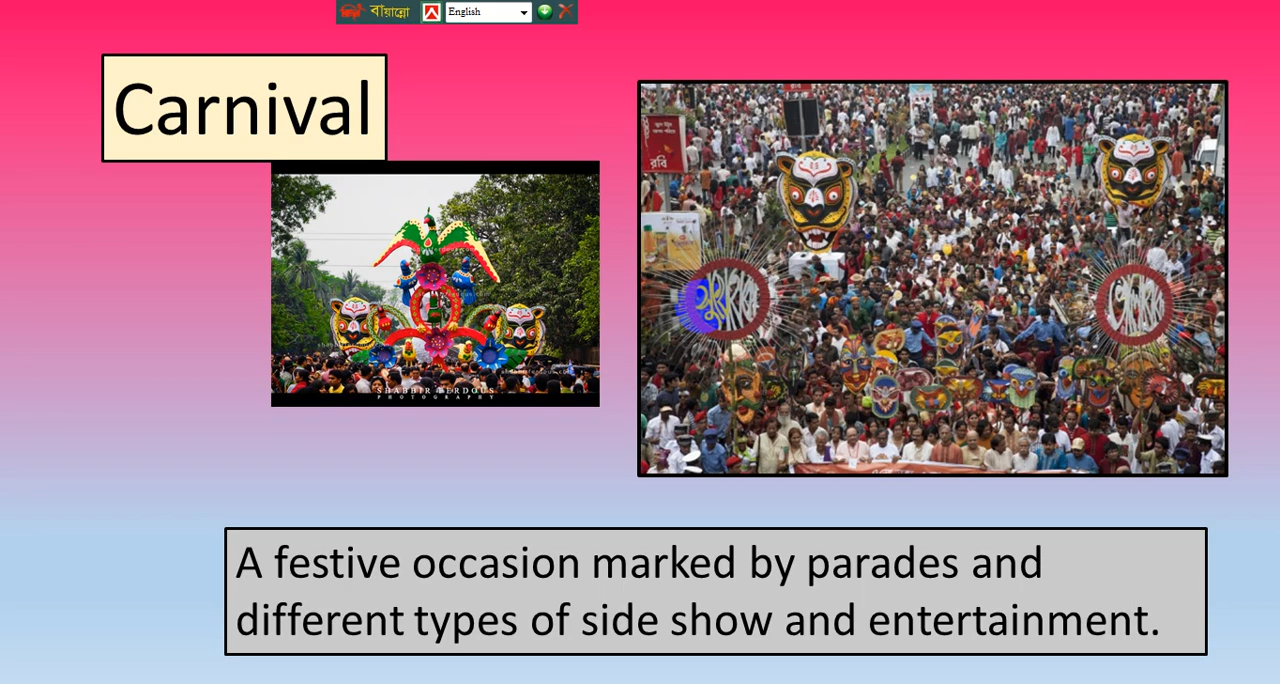 বায়ান্নো
English
Carnival
রবি
SHABBIR FERDOUS
PHOTOGRAPHY
A festive occasion marked by parades and
different types of side show and entertainment.